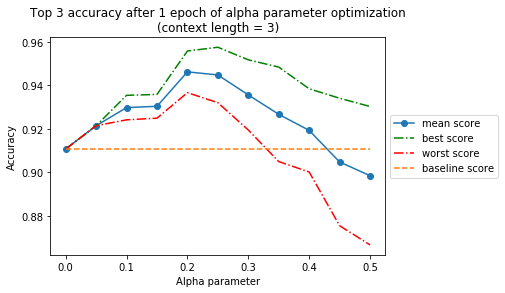 Top 3 accuracy after 1 epoch of alpha parameter optimization
(context length = 3)
0.96
0.94
0.92
0.90
0.88
Accuracy
0.0 0.1 0.2 0.3 0.4 0.5
Alpha parameter
mean score
best score
worst score
baseline score